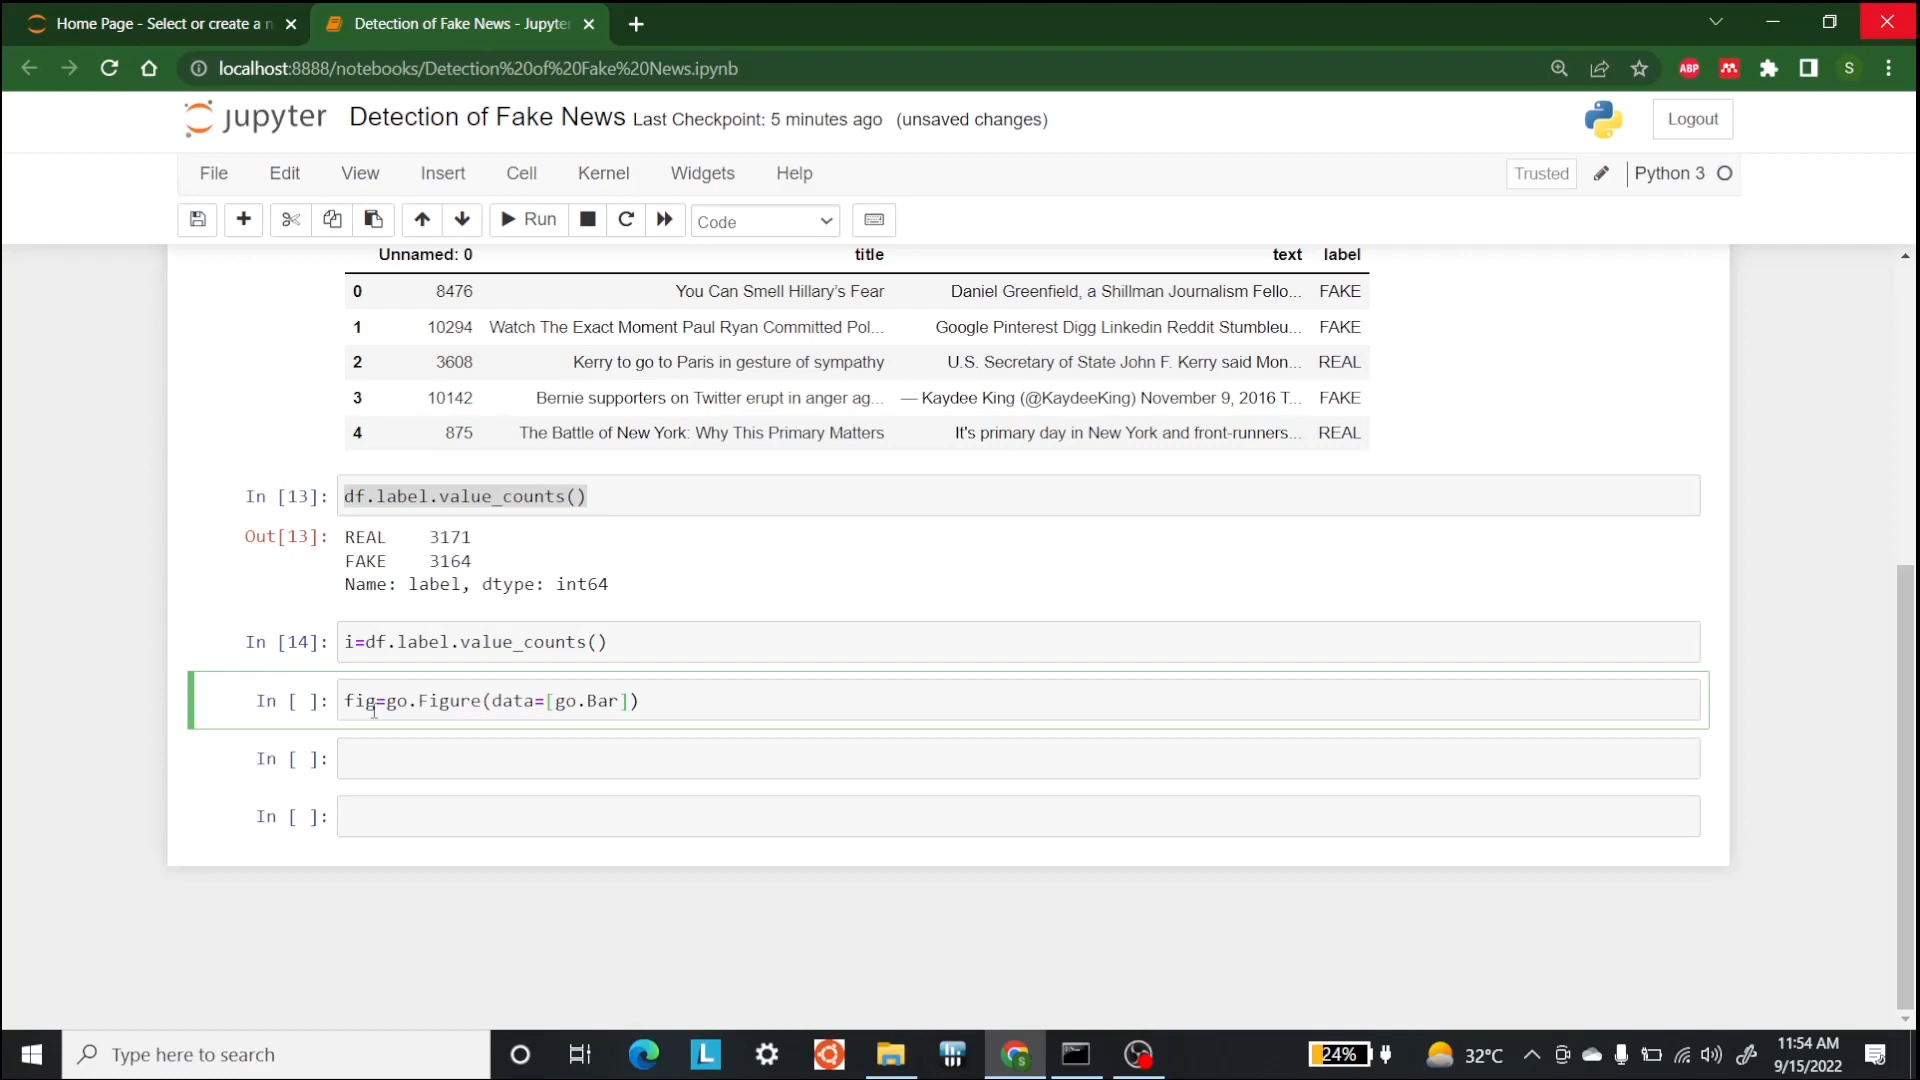 Home Page - Select or create a n
Detection of Fake News - Jupyte
localhost:8888/notebooks/Detection%20of%20Fake%20News.ipynb
ABP
S
jupyter
Detection of Fake News Last Checkpoint: 5 minutes ago (unsaved changes)
Logout
File Edit View Insert Cell Kernel Widgets Help
Trusted
Python 3
Run
Code
Unnamed: 0 title text label
0 8476 You Can Smell Hillary’s Fear Daniel Greenfield, a Shillman Journalism Fello... FAKE
1 10294 Watch The Exact Moment Paul Ryan Committed Pol... Google Pinterest Digg Linkedin Reddit Stumbleu... FAKE
2 3608 Kerry to go to Paris in gesture of sympathy U.S. Secretary of State John F. Kerry said Mon... REAL
3 10142 Bernie supporters on Twitter erupt in anger ag... — Kaydee King (@KaydeeKing) November 9, 2016 T... FAKE
4 875 The Battle of New York: Why This Primary Matters It's primary day in New York and front-runners... REAL
In [13]: df.label.value_counts()
Out[13]: REAL 3171
FAKE 3164
Name: label, dtype: int64
In [14]: i=df.label.value_counts()
In [ ]: fig=go.Figure(data=[go.Bar])
In [ ]:
In [ ]:
Type here to search
L
24%
32°C
11:54 AM
9/15/2022